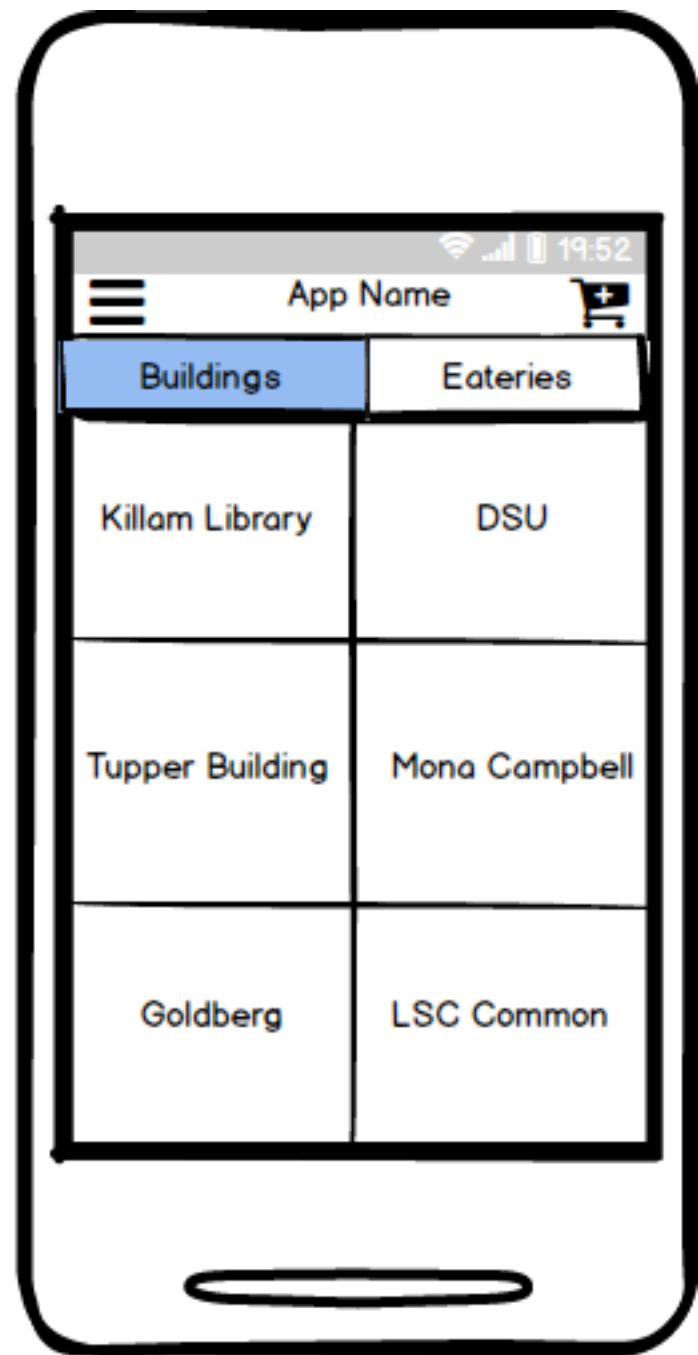 19:52
App Name
Buildings Eateries
Killam Library DSU
Tupper Building Mona Campbell
Goldberg LSC Common